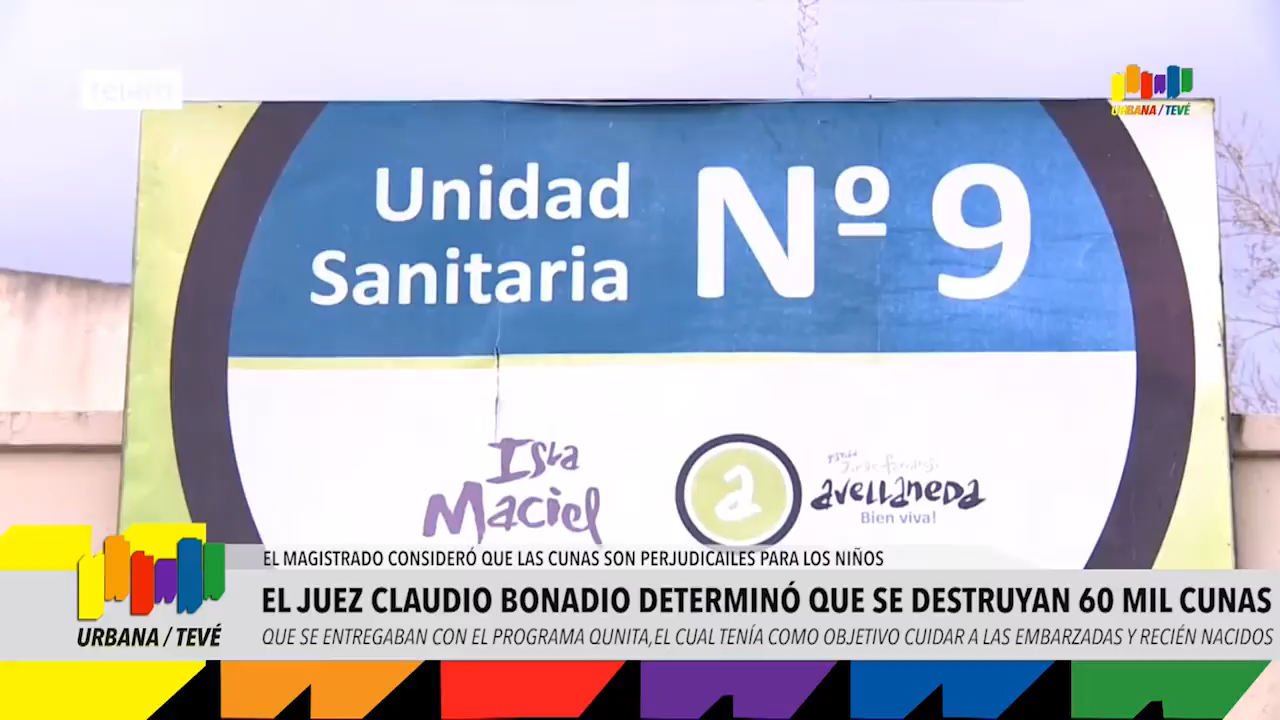 URBANA / TEVÉ
Unidad
Sanitaria
Nº 9
Isla
Maciel
a
avellaneda
Bien viva!
EL MAGISTRADO CONSIDERÓ QUE LAS CUNAS SON PERJUDICAILES PARA LOS NIÑOS
EL JUEZ CLAUDIO BONADIO DETERMINÓ QUE SE DESTRUYAN 60 MIL CUNAS
QUE SE ENTREGABAN CON EL PROGRAMA QUNITA,EL CUAL TENÍA COMO OBJETIVO CUIDAR A LAS EMBARZADAS Y RECIÉN NACIDOS
URBANA / TEVÉ